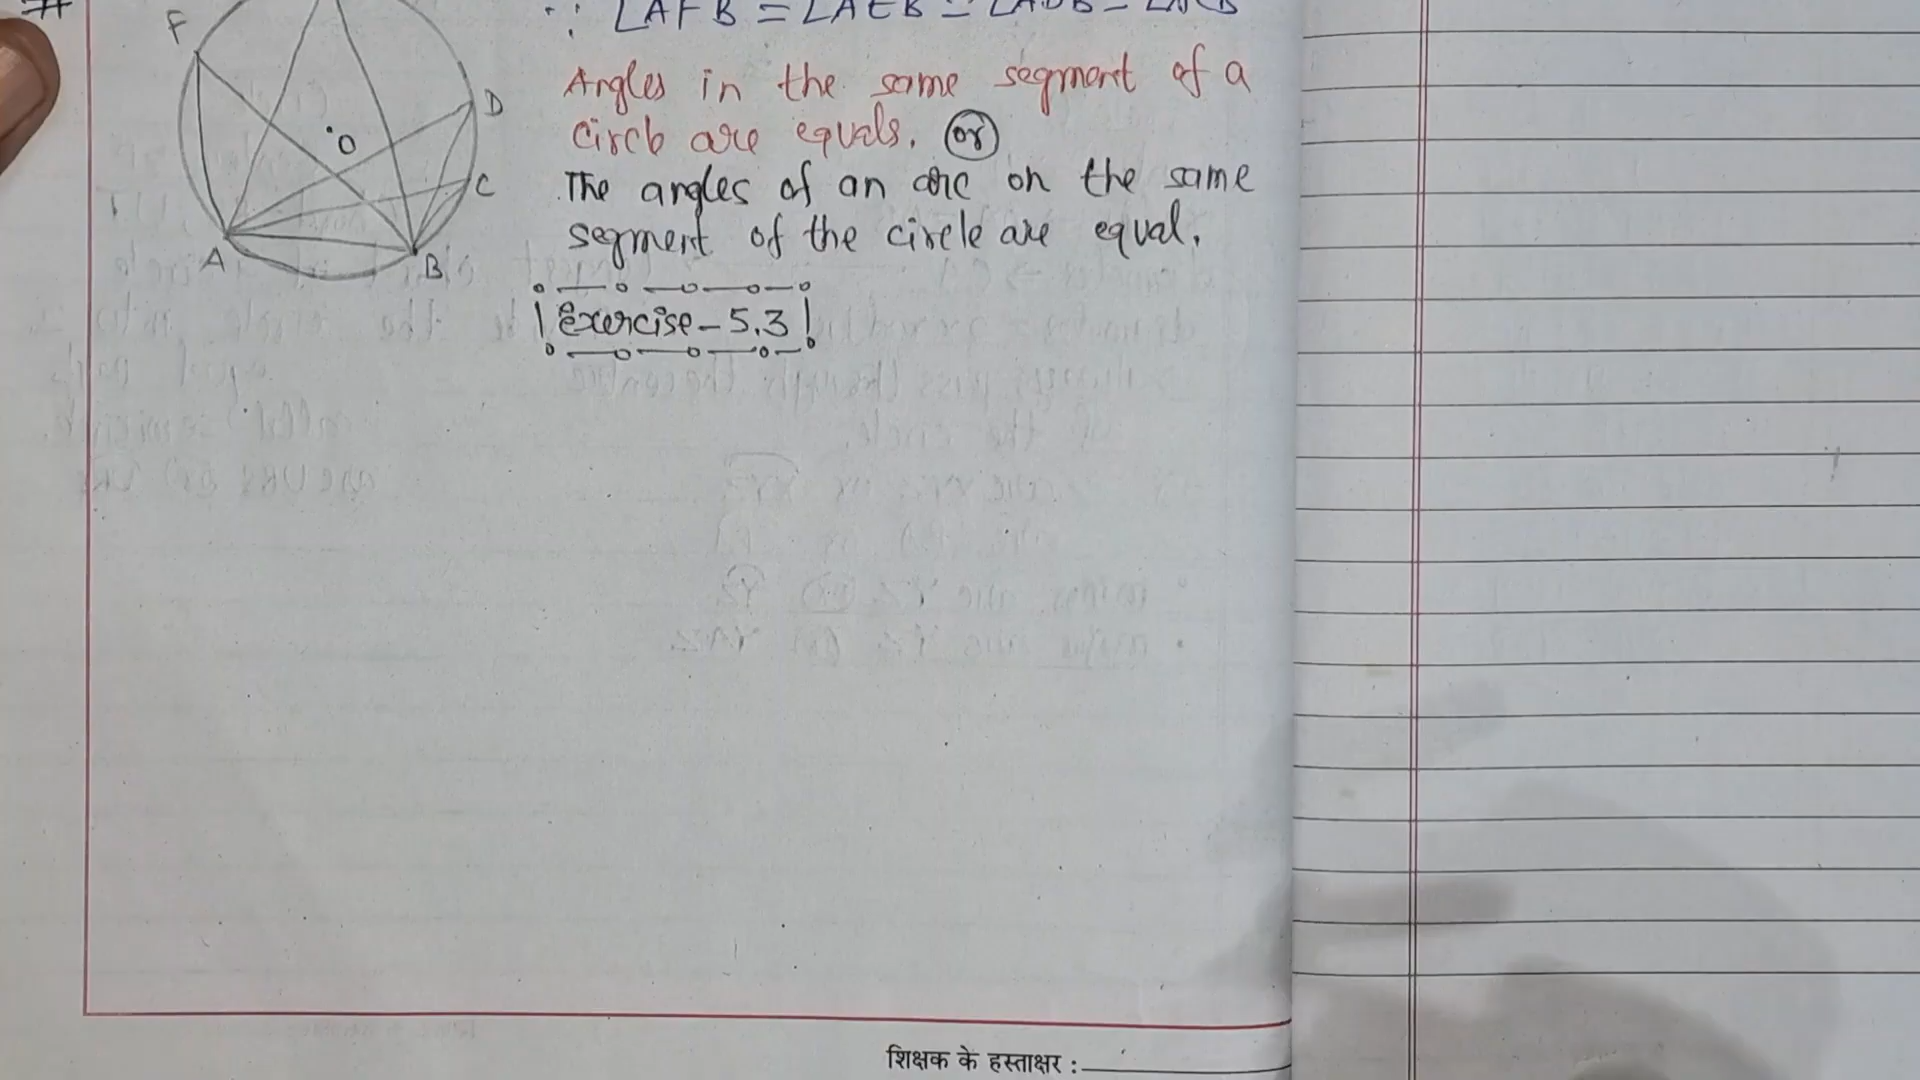 #
∵ ∠AFB = ∠AEB = ∠ADB = ∠ACB
F
Angles in the same segment of a
D
circle are equals. (or)
O
C
The angles of an arc on the same
segment of the circle are equal.
A
B
exercise - 5.3
शिक्षक के हस्ताक्षर :